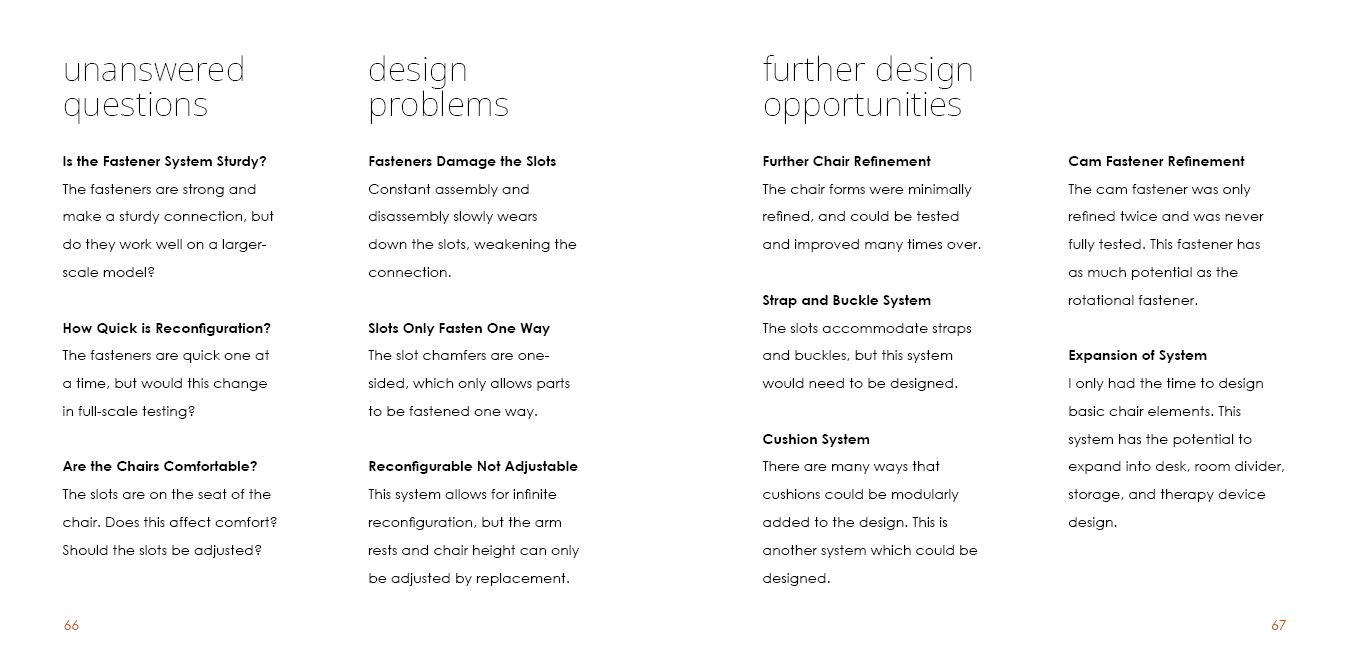 unanswered
questions
Is the Fastener System Sturdy?
The fasteners are strong and
make a sturdy connection, but
do they work well on a larger-
scale model?
How Quick is Reconfiguration?
The fasteners are quick one at
a time, but would this change
in full-scale testing?
Are the Chairs Comfortable?
The slots are on the seat of the
chair. Does this affect comfort?
Should the slots be adjusted?
design
problems
Fasteners Damage the Slots
Constant assembly and
disassembly slowly wears
down the slots, weakening the
connection.
Slots Only Fasten One Way
The slot chamfers are one-
sided, which only allows parts
to be fastened one way.
Reconfigurable Not Adjustable
This system allows for infinite
reconfiguration, but the arm
rests and chair height can only
be adjusted by replacement.
66
further design
opportunities
Further Chair Refinement
The chair forms were minimally
refined, and could be tested
and improved many times over.
Strap and Buckle System
The slots accommodate straps
and buckles, but this system
would need to be designed.
Cushion System
There are many ways that
cushions could be modularly
added to the design. This is
another system which could be
designed.
Cam Fastener Refinement
The cam fastener was only
refined twice and was never
fully tested. This fastener has
as much potential as the
rotational fastener.
Expansion of System
I only had the time to design
basic chair elements. This
system has the potential to
expand into desk, room divider,
storage, and therapy device
design.
67